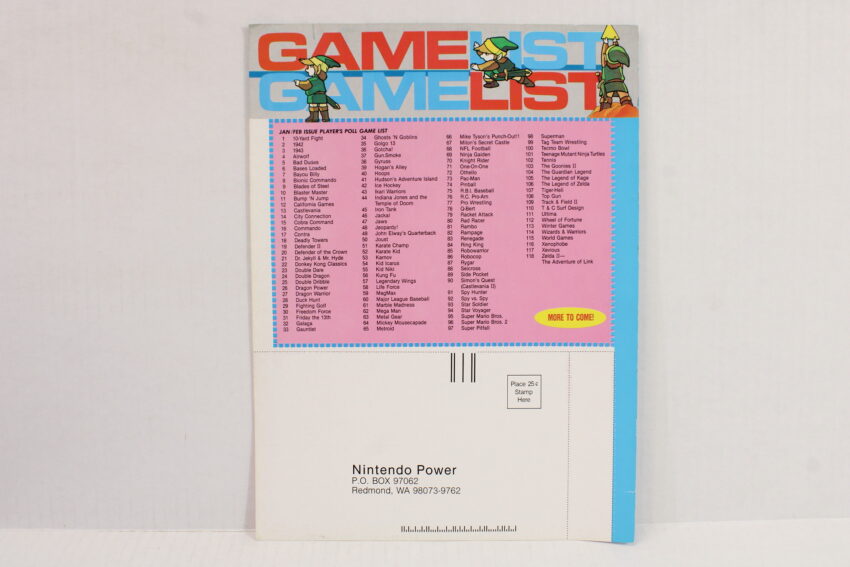 GAMELIST
GAMELIST
JAN/FEB ISSUE PLAYER'S POLL GAME LIST
1 10-Yard Fight
2 1942
3 1943
4 Airwolf
5 Bad Dudes
6 Bases Loaded
7 Bayou Billy
8 Bionic Commando
9 Blades of Steel
10 Blaster Master
11 Bump 'N Jump
12 California Games
13 Castlevania
14 City Connection
15 Cobra Command
16 Commando
17 Contra
18 Deadly Towers
19 Defender II
20 Defender of the Crown
21 Dr. Jekyll & Mr. Hyde
22 Donkey Kong Classics
23 Double Dare
24 Double Dragon
25 Double Dribble
26 Dragon Power
27 Dragon Warrior
28 Duck Hunt
29 Fighting Golf
30 Freedom Force
31 Friday the 13th
32 Galaga
33 Gauntlet
34 Ghosts 'N Goblins
35 Golgo 13
36 Gotcha!
37 Gun.Smoke
38 Gyruss
39 Hogan's Alley
40 Hoops
41 Hudson's Adventure Island
42 Ice Hockey
43 Ikari Warriors
44 Indiana Jones and the
Temple of Doom
45 Iron Tank
46 Jackal
47 Jaws
48 Jeopardy!
49 John Elway's Quarterback
50 Joust
51 Karate Champ
52 Karate Kid
53 Karnov
54 Kid Icarus
55 Kid Niki
56 Kung Fu
57 Legendary Wings
58 Life Force
59 MagMax
60 Major League Baseball
61 Marble Madness
62 Mega Man
63 Metal Gear
64 Mickey Mousecapade
65 Metroid
66 Mike Tyson's Punch-Out!!
67 Milon's Secret Castle
68 NFL Football
69 Ninja Gaiden
70 Knight Rider
71 One-On-One
72 Othello
73 Pac-Man
74 Pinball
75 R.B.I. Baseball
76 R.C. Pro-Am
77 Pro Wrestling
78 Q-Bert
79 Racket Attack
80 Rad Racer
81 Rambo
82 Rampage
83 Renegade
84 Ring King
85 Robowarrior
86 Robocop
87 Rygar
88 Seicross
89 Side Pocket
90 Simon's Quest
(Castlevania II)
91 Spy Hunter
92 Spy vs. Spy
93 Star Soldier
94 Star Voyager
95 Super Mario Bros.
96 Super Mario Bros. 2
97 Super Pitfall
98 Superman
99 Tag Team Wrestling
100 Tecmo Bowl
101 Teenage Mutant Ninja Turtles
102 Tennis
103 The Goonies II
104 The Guardian Legend
105 The Legend of Kage
106 The Legend of Zelda
107 Tiger-Heli
108 Top Gun
109 Track & Field II
110 T & C Surf Design
111 Ultima
112 Wheel of Fortune
113 Winter Games
114 Wizards & Warriors
115 World Games
116 Xenophobe
117 Xevious
118 Zelda II—
The Adventure of Link
MORE TO COME!
Place 25¢
Stamp
Here
Nintendo Power
P.O. BOX 97062
Redmond, WA 98073-9762